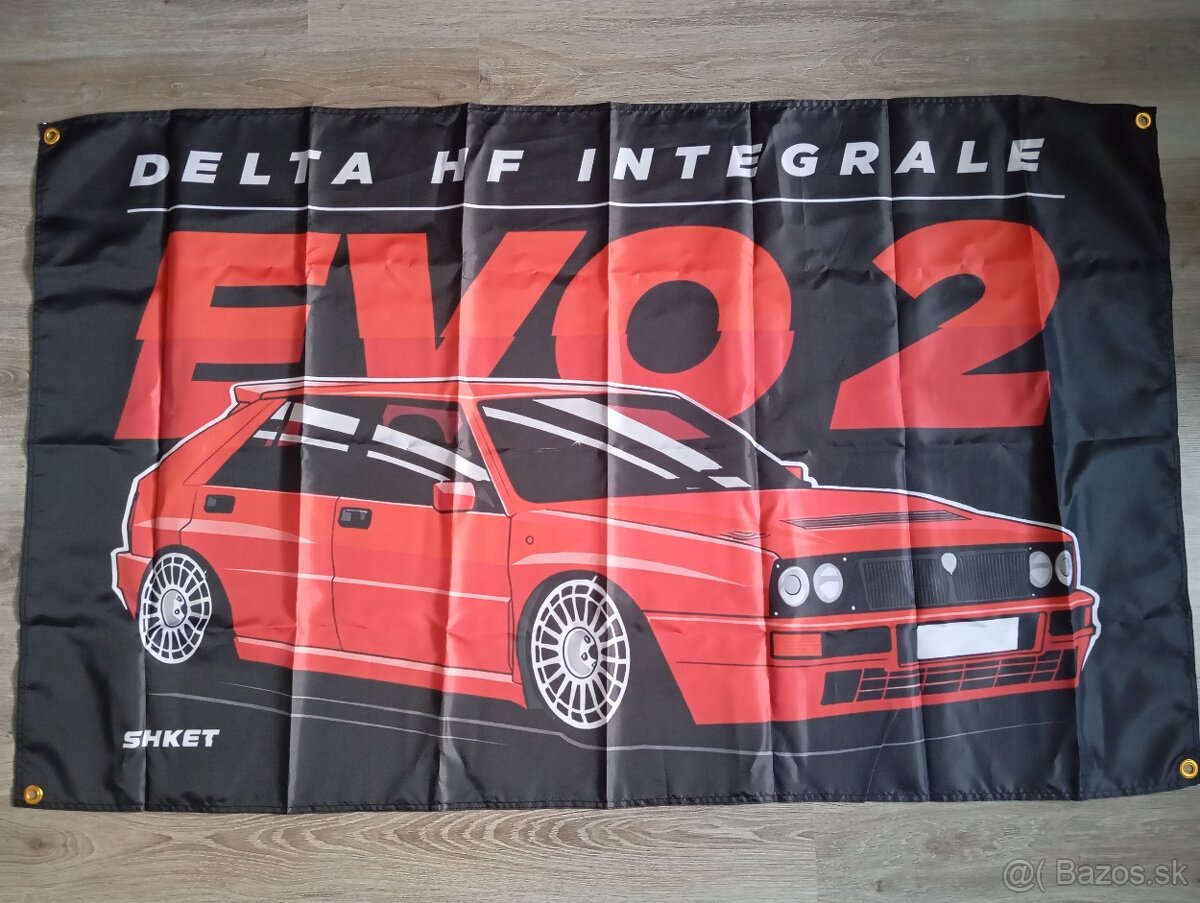 DELTA HF INTEGRALE
EVO 2
SHKET
@( Bazos.sk